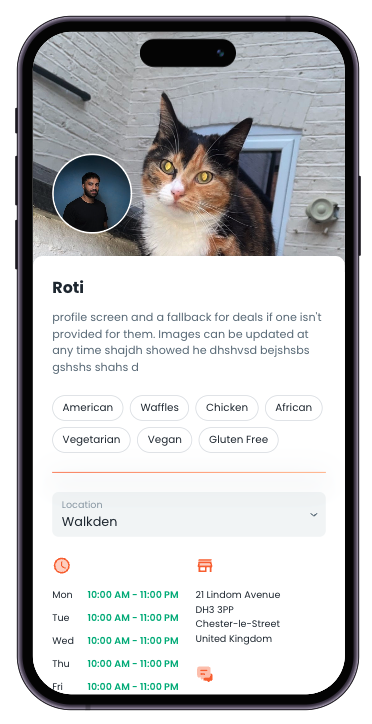 Roti
profile screen and a fallback for deals if one isn't
provided for them. Images can be updated at
any time shajdh showed he dhshvsd bejshsbs
gshshs shahs d
American Waffles Chicken African
Vegetarian Vegan Gluten Free
Location
Walkden
Mon 10:00 AM - 11:00 PM
Tue 10:00 AM - 11:00 PM
Wed 10:00 AM - 11:00 PM
Thu 10:00 AM - 11:00 PM
Fri 10:00 AM - 11:00 PM
21 Lindom Avenue
DH3 3PP
Chester-le-Street
United Kingdom